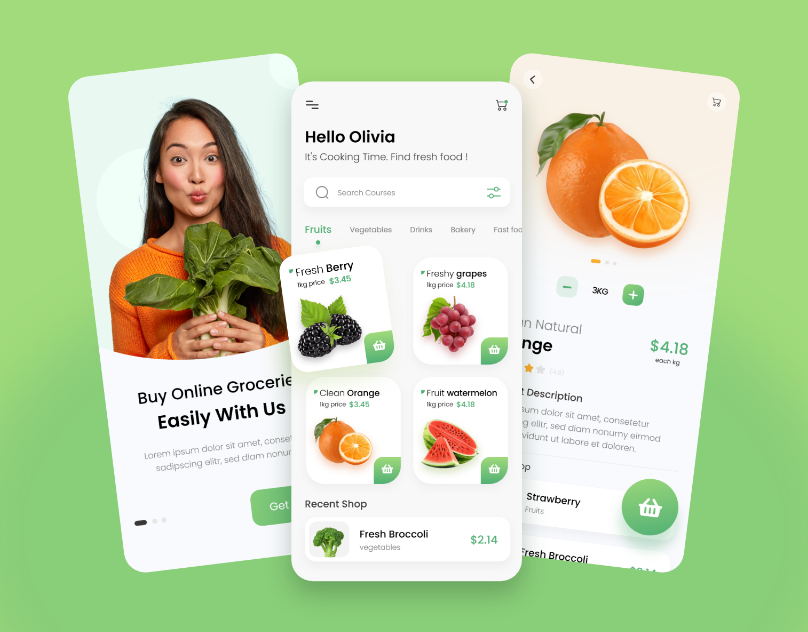 Buy Online Grocerie
Easily With Us
Lorem ipsum dolor sit amet, conset
sadipscing elitr, sed diam nonu
Get
Hello Olivia
It's Cooking Time. Find fresh food !
Search Courses
Fruits Vegetables Drinks Bakery Fast foo
Fresh Berry
1kg price $3.45
Freshy grapes
1kg price $4.18
Clean Orange
1kg price $3.45
Fruit watermelon
1kg price $4.18
Recent Shop
Fresh Broccoli
vegetables
$2.14
3KG
an Natural
nge
$4.18
each kg
t Description
sum dolor sit amet, consetetur
g elitr, sed diam nonumy eirmod
vidunt ut labore et doloren.
op
Strawberry
Fruits
Fresh Broccoli